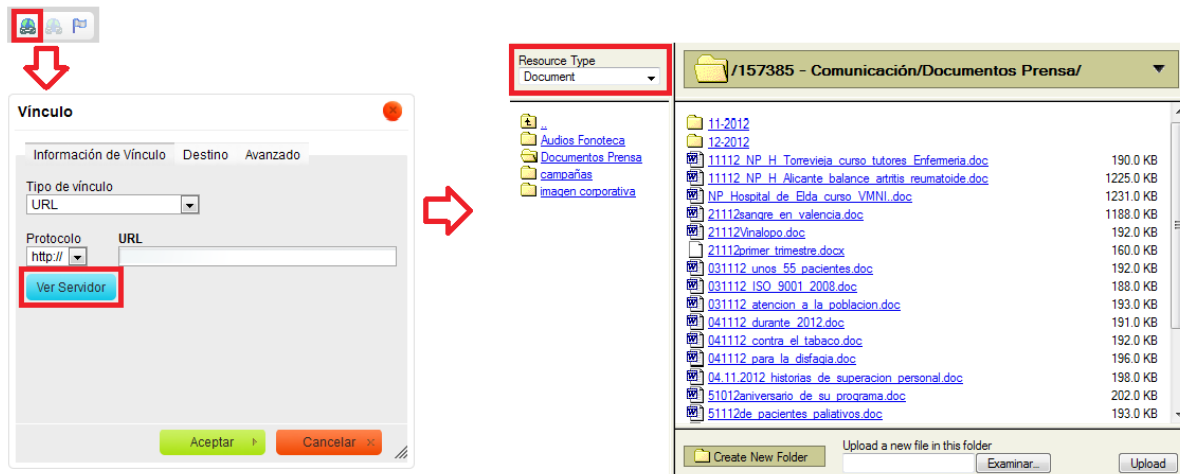 Vínculo
Información de Vínculo Destino Avanzado
Tipo de vínculo
URL
Protocolo URL
http://
Ver Servidor
Aceptar Cancelar
Resource Type
Document
/157385 - Comunicación/Documentos Prensa/
..
Audios Fonoteca
Documentos Prensa
campañas
imagen corporativa
11-2012
12-2012
11112_NP_H_Torrevieja_curso_tutores_Enfermeria.doc 190.0 KB
11112_NP_H_Alicante_balance_artritis_reumatoide.doc 1225.0 KB
NP_Hospital_de_Elda_curso_VMNI..doc 1231.0 KB
21112sangre_en_valencia.doc 1188.0 KB
21112Vinalopo.doc 192.0 KB
21112primer_trimestre.docx 160.0 KB
031112_unos_55_pacientes.doc 192.0 KB
031112_ISO_9001_2008.doc 188.0 KB
031112_atencion_a_la_poblacion.doc 193.0 KB
041112_durante_2012.doc 191.0 KB
041112_contra_el_tabaco.doc 192.0 KB
041112_para_la_disfagia.doc 196.0 KB
04.11.2012_historias_de_superacion_personal.doc 198.0 KB
51012aniversario_de_su_programa.doc 202.0 KB
51112de_pacientes_paliativos.doc 193.0 KB
Create New Folder
Upload a new file in this folder
Examinar... Upload